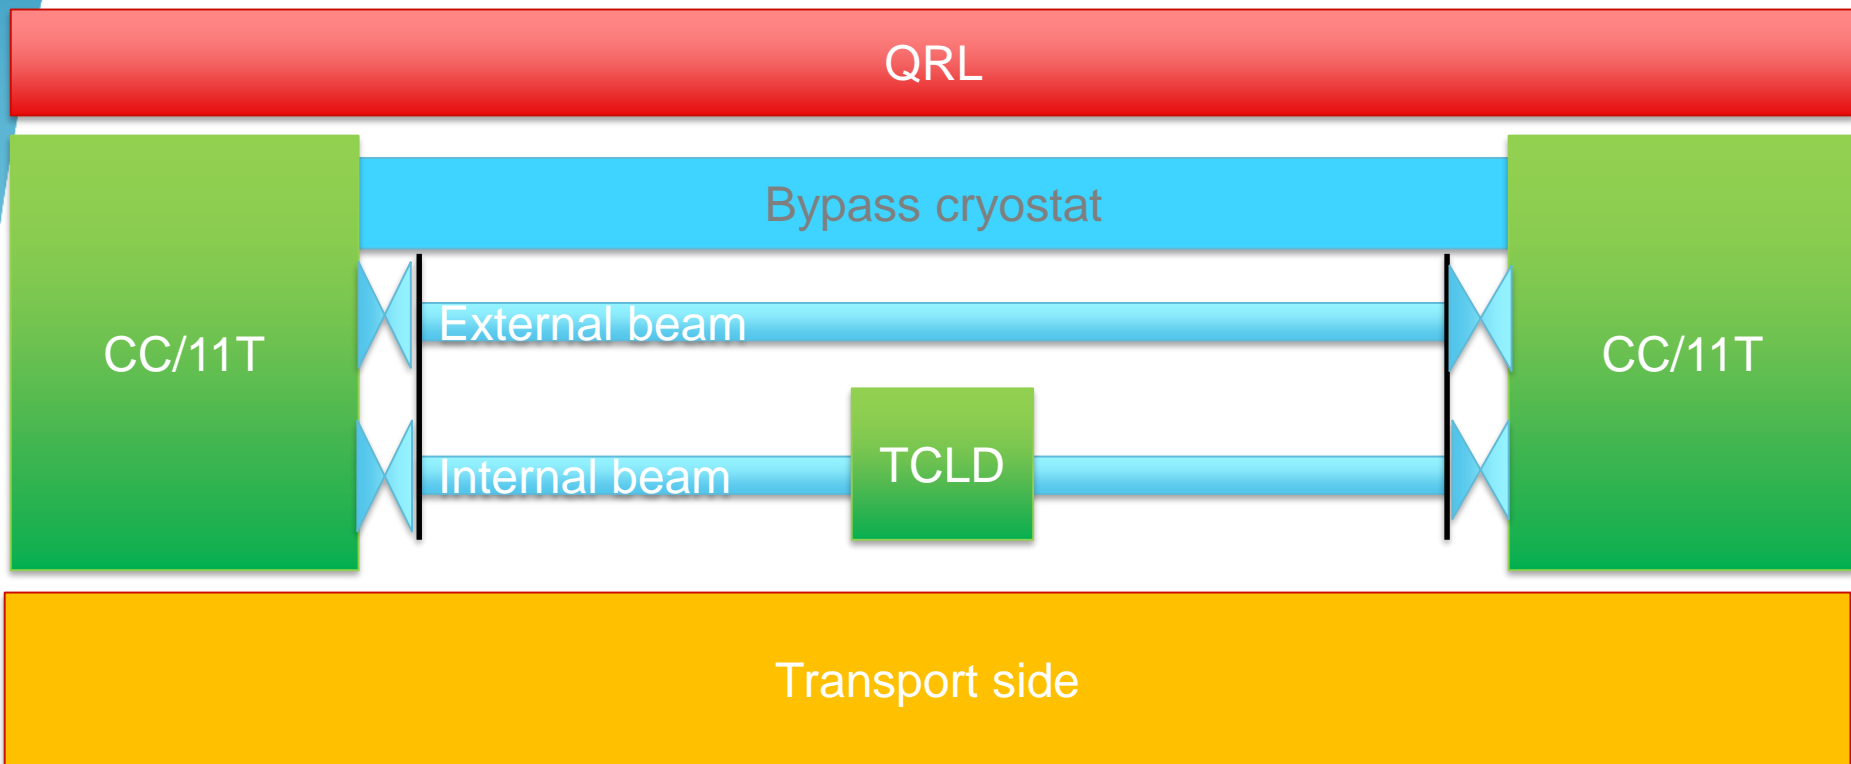 QRL
Bypass cryostat
External beam
CC/11T
CC/11T
TCLD
Internal beam
Transport side